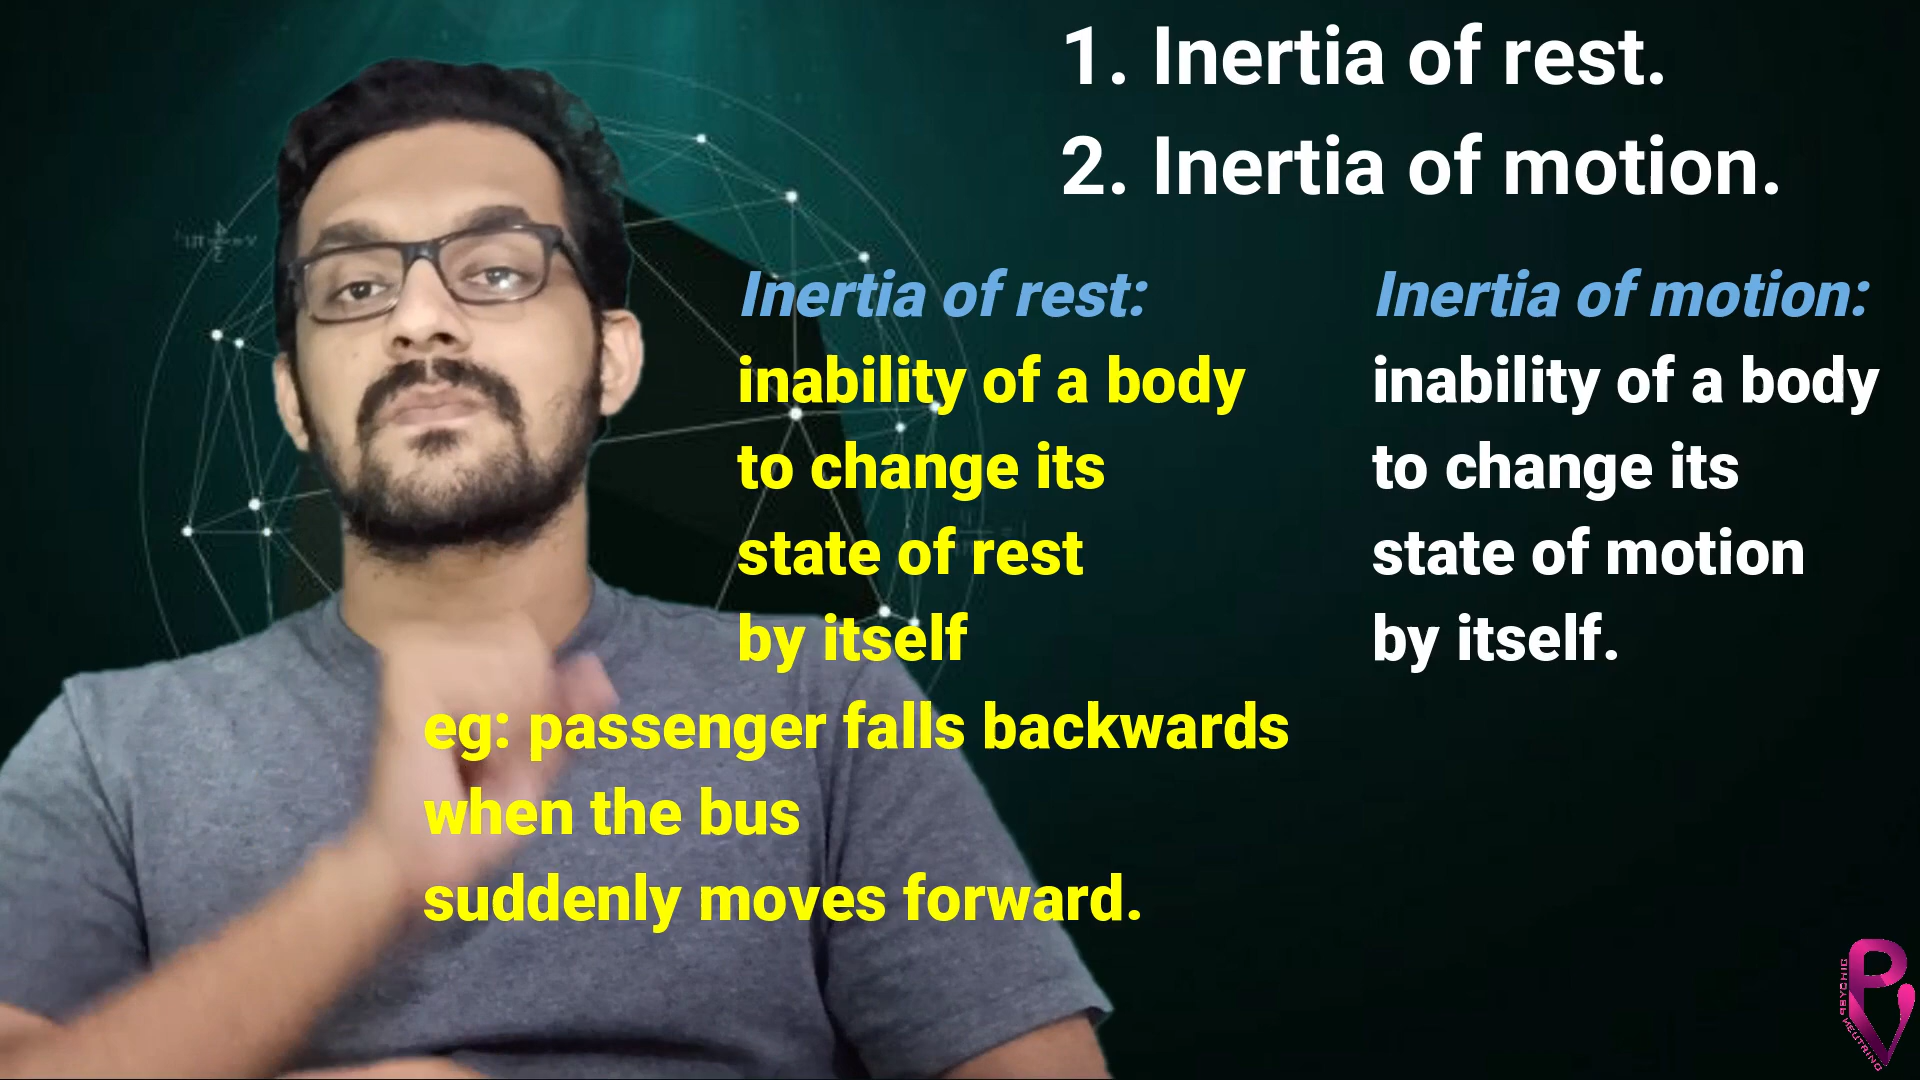 1. Inertia of rest.
2. Inertia of motion.
Inertia of rest:
inability of a body
to change its
state of rest
by itself
Inertia of motion:
inability of a body
to change its
state of motion
by itself.
eg: passenger falls backwards
when the bus
suddenly moves forward.
PSYCHIC
NEUTRINO